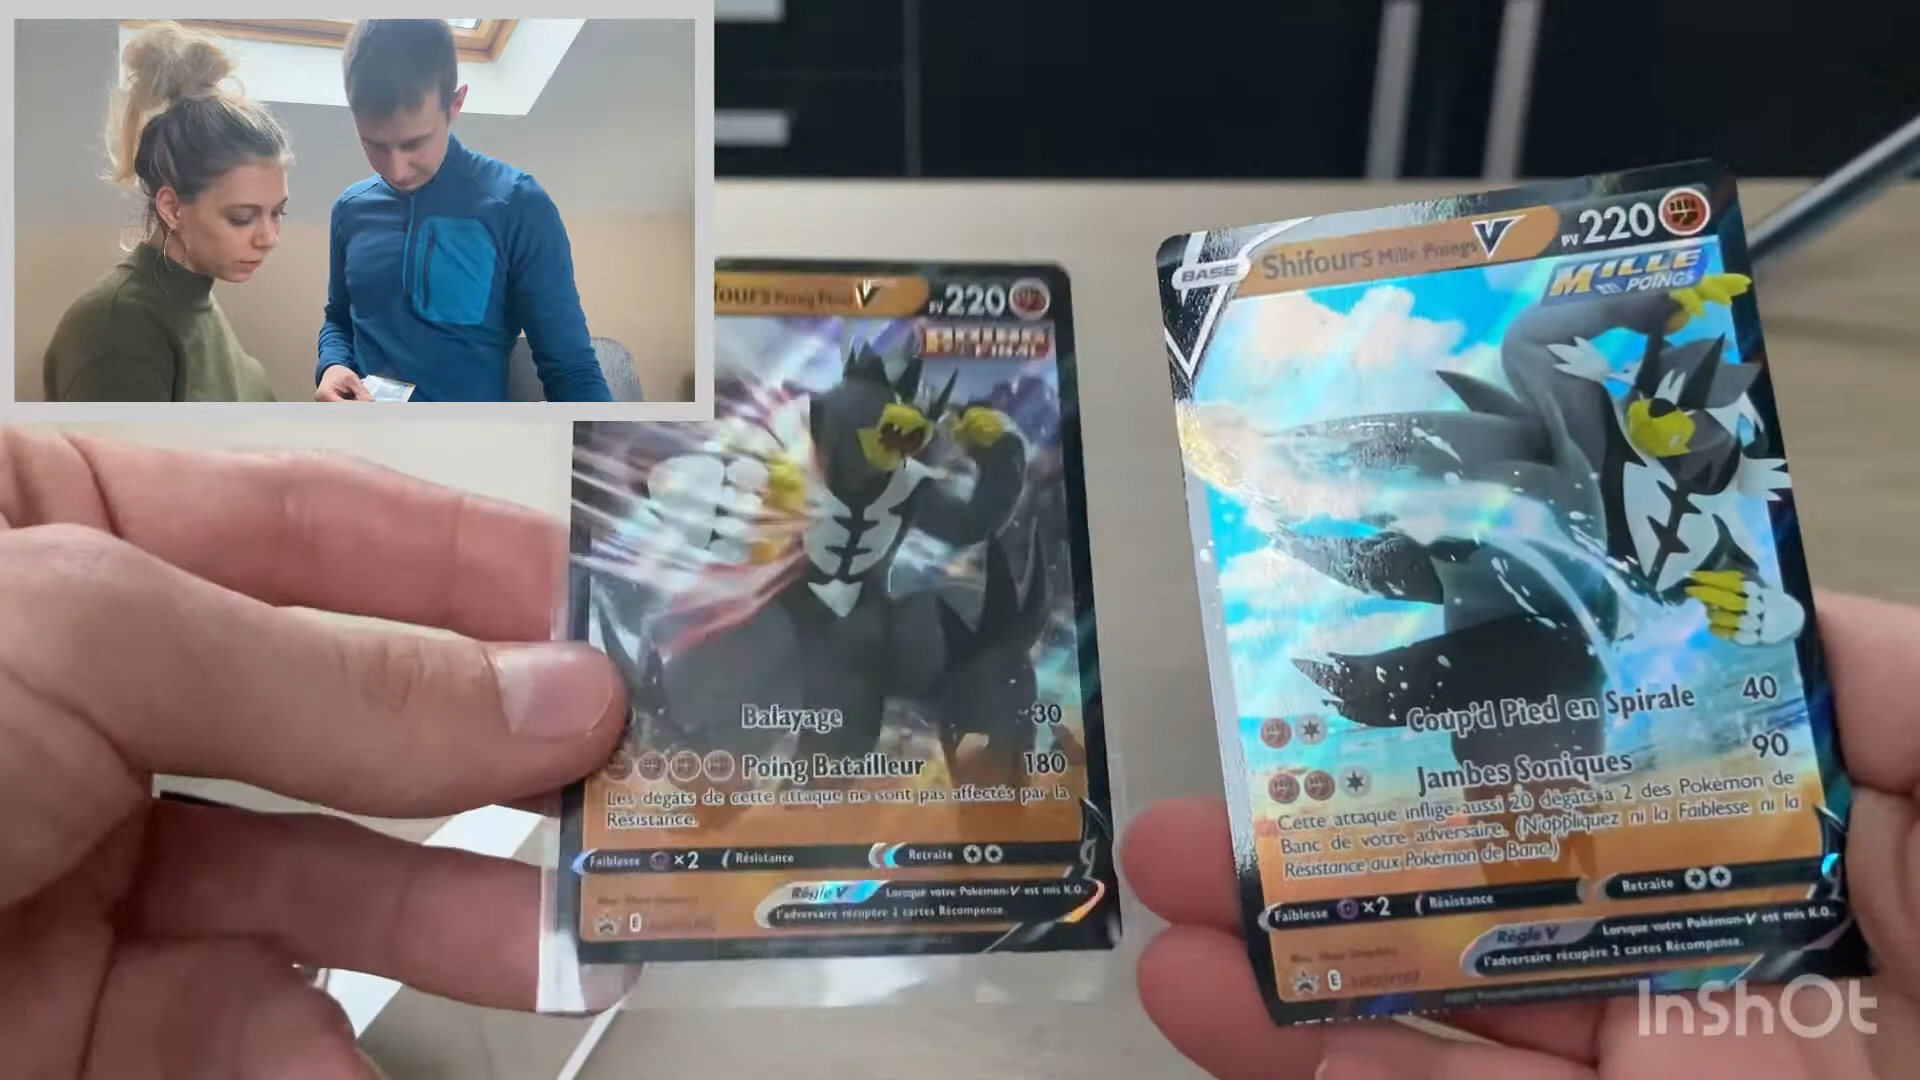 V
PV 220
POING FINAL
Balayage 30
Poing Batailleur 180
Les dégâts de cette attaque ne sont pas affectés par la
Résistance.
Faiblesse ×2 Résistance Retraite
Règle V Lorsque votre Pokémon-V est mis K.O.,
l'adversaire récupère 2 cartes Récompense.
E
BASE Shifours Mille Poings V PV 220
MILLE
POINGS
Coup'd Pied en Spirale 40
Jambes Soniques 90
Cette attaque inflige aussi 20 dégâts à 2 des Pokémon de
Banc de votre adversaire. (N'appliquez ni la Faiblesse ni la
Résistance aux Pokémon de Banc.)
Faiblesse ×2 Résistance Retraite
Règle V Lorsque votre Pokémon-V est mis K.O.,
l'adversaire récupère 2 cartes Récompense.
E
InShOt